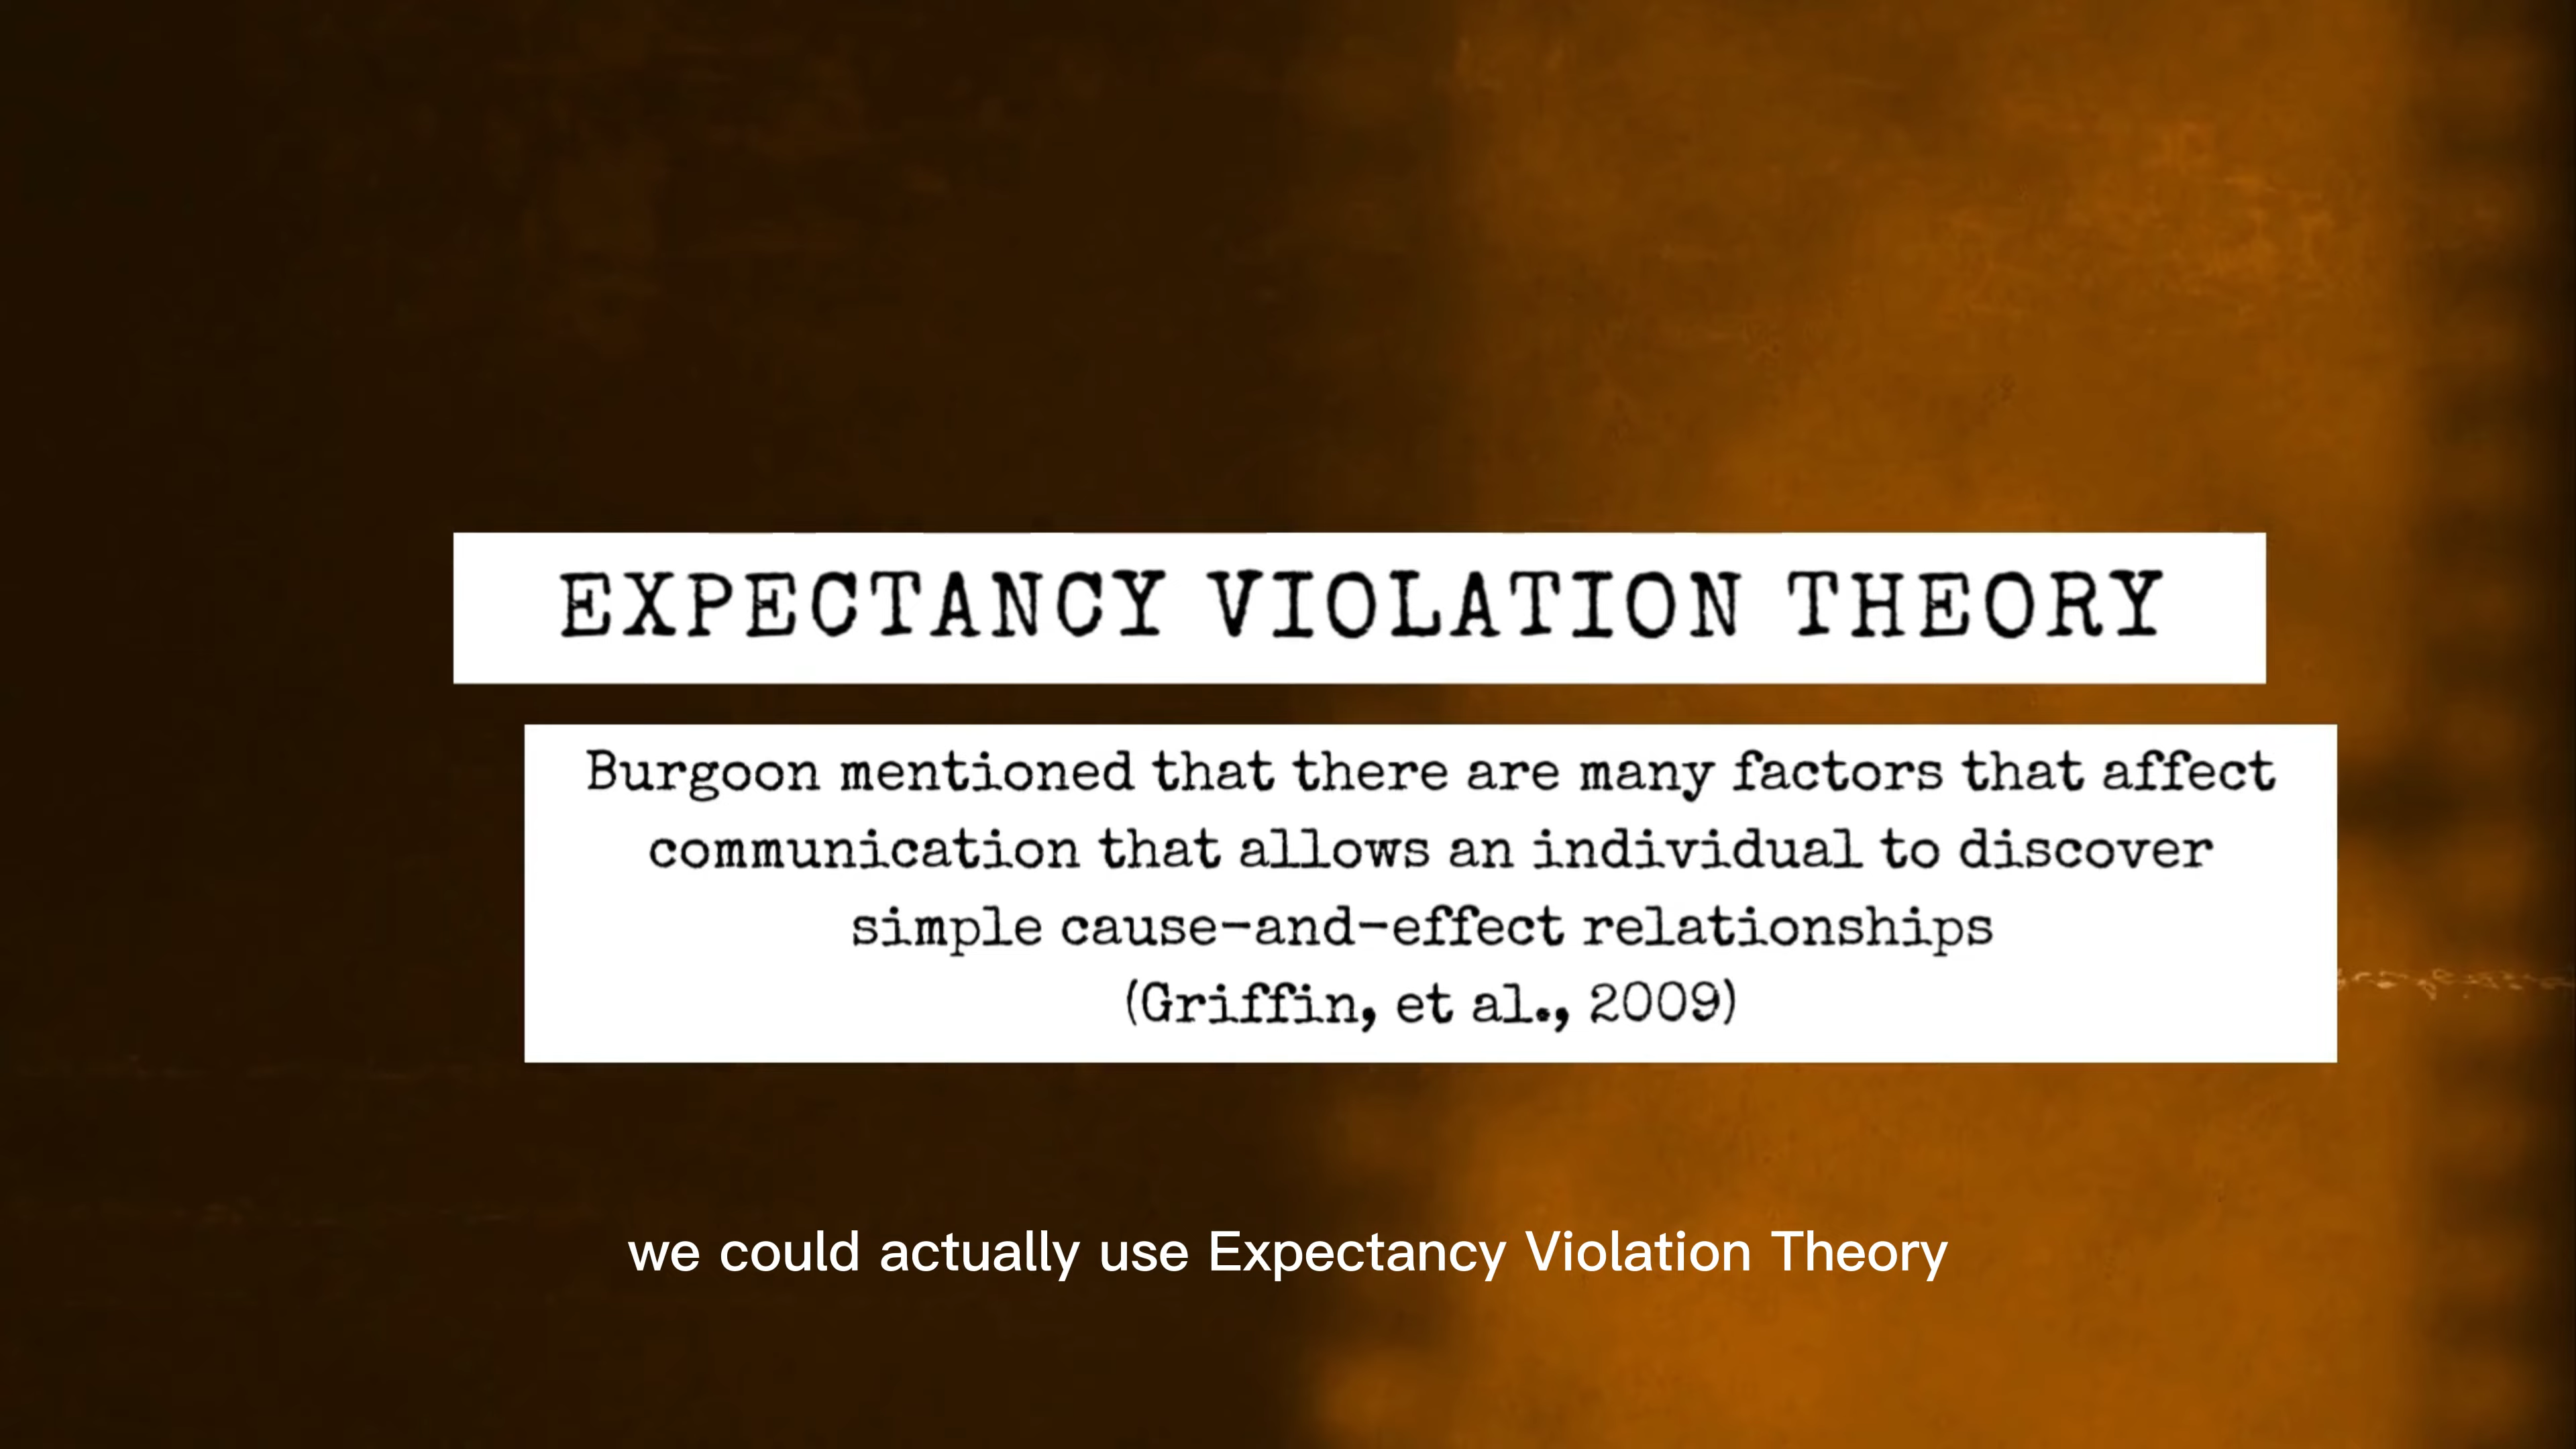 EXPECTANCY VIOLATION THEORY
Burgoon mentioned that there are many factors that affect
communication that allows an individual to discover
simple cause-and-effect relationships
(Griffin, et al., 2009)
we could actually use Expectancy Violation Theory